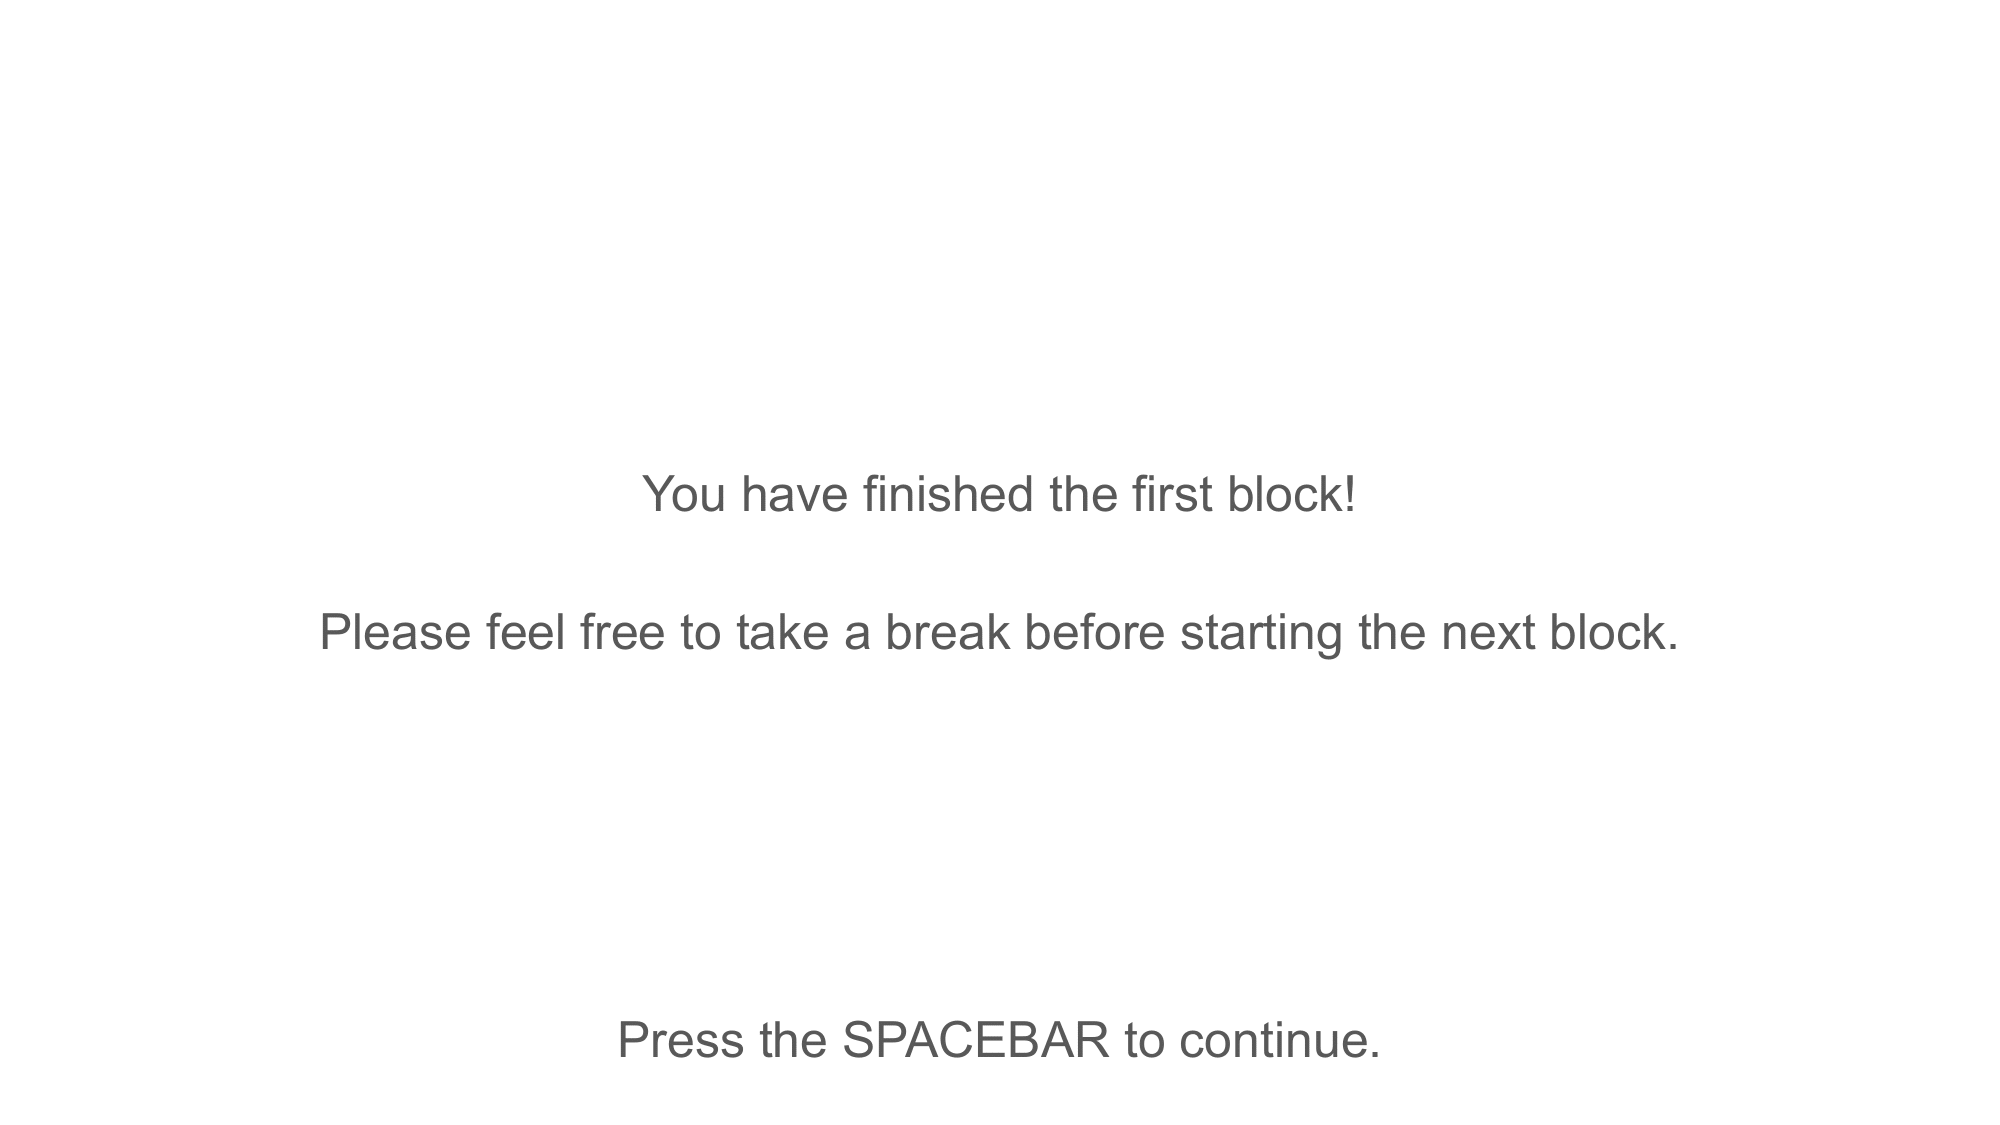 You have finished the first block!
Please feel free to take a break before starting the next block.
Press the SPACEBAR to continue.